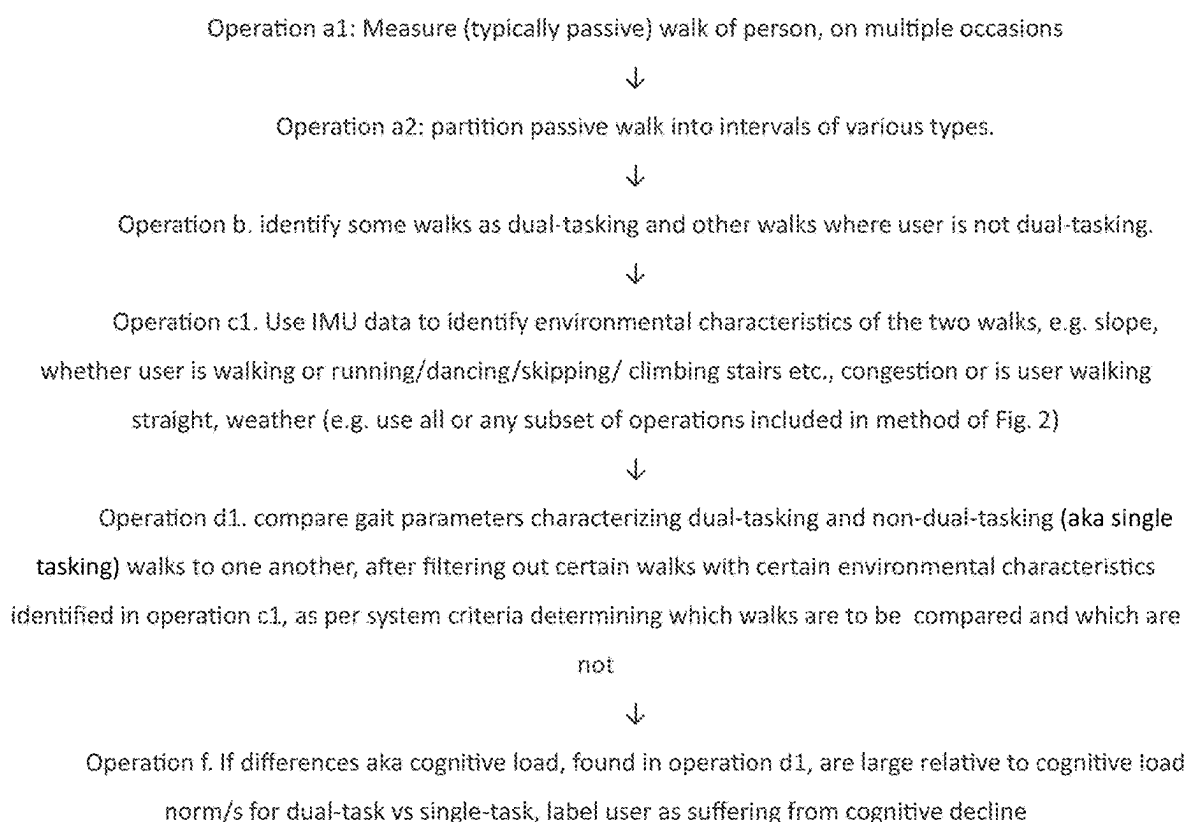 Operation a1: Measure (typically passive) walk of person, on multiple occasions
↓
Operation a2: partition passive walk into intervals of various types.
↓
Operation b. identify some walks as dual-tasking and other walks where user is not dual-tasking.
↓
Operation c1. Use IMU data to identify environmental characteristics of the two walks, e.g. slope,
whether user is walking or running/dancing/skipping/ climbing stairs etc., congestion or is user walking
straight, weather (e.g. use all or any subset of operations included in method of Fig. 2)
↓
Operation d1. compare gait parameters characterizing dual-tasking and non-dual-tasking (aka single
tasking) walks to one another, after filtering out certain walks with certain environmental characteristics
identified in operation c1, as per system criteria determining which walks are to be compared and which are
not
↓
Operation f. If differences aka cognitive load, found in operation d1, are large relative to cognitive load
norm/s for dual-task vs single-task, label user as suffering from cognitive decline